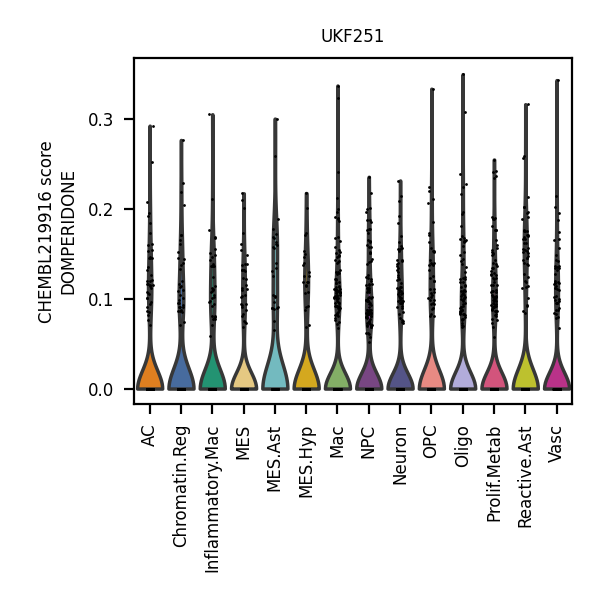 UKF251
CHEMBL219916 score
DOMPERIDONE
0.3
0.2
0.1
0.0
AC
Chromatin.Reg
Inflammatory.Mac
MES
MES.Ast
MES.Hyp
Mac
NPC
Neuron
OPC
Oligo
Prolif.Metab
Reactive.Ast
Vasc